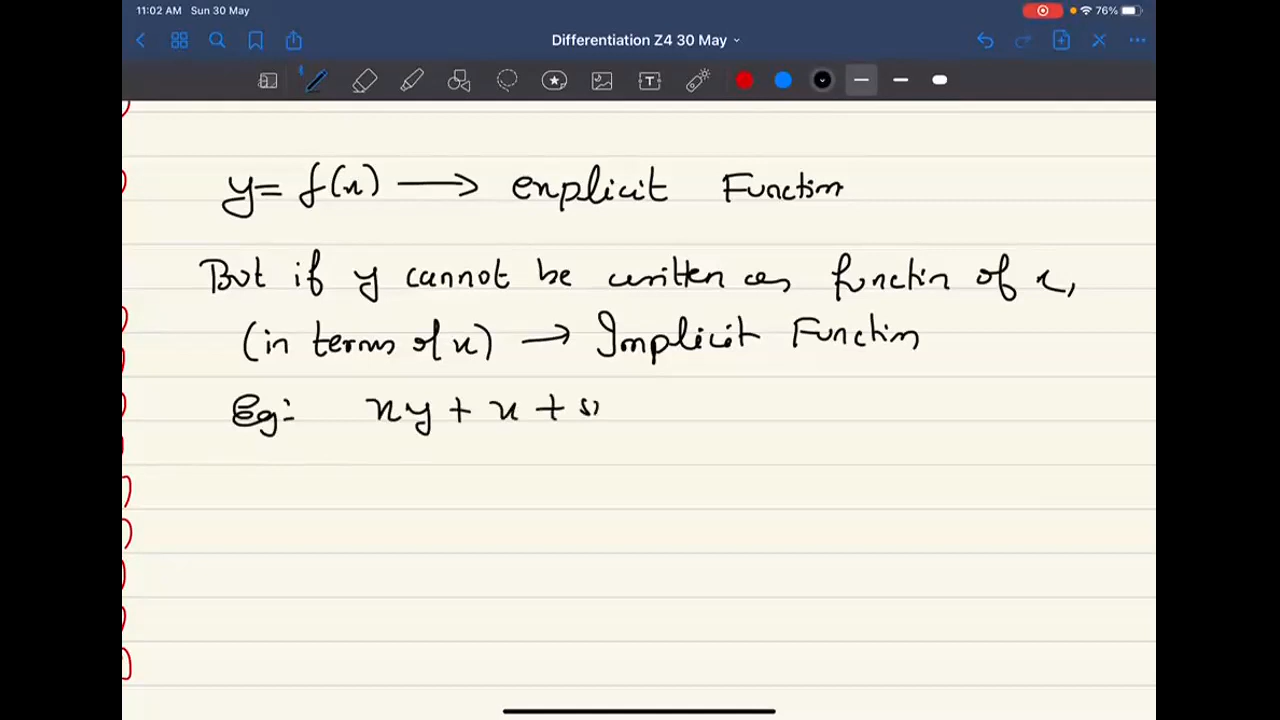 11:02 AM Sun 30 May
76%
Differentiation Z4 30 May
y = f(x) → explicit Function
But if y cannot be written as function of x,
(in terms of x) → Implicit Function
Eg: xy + x +